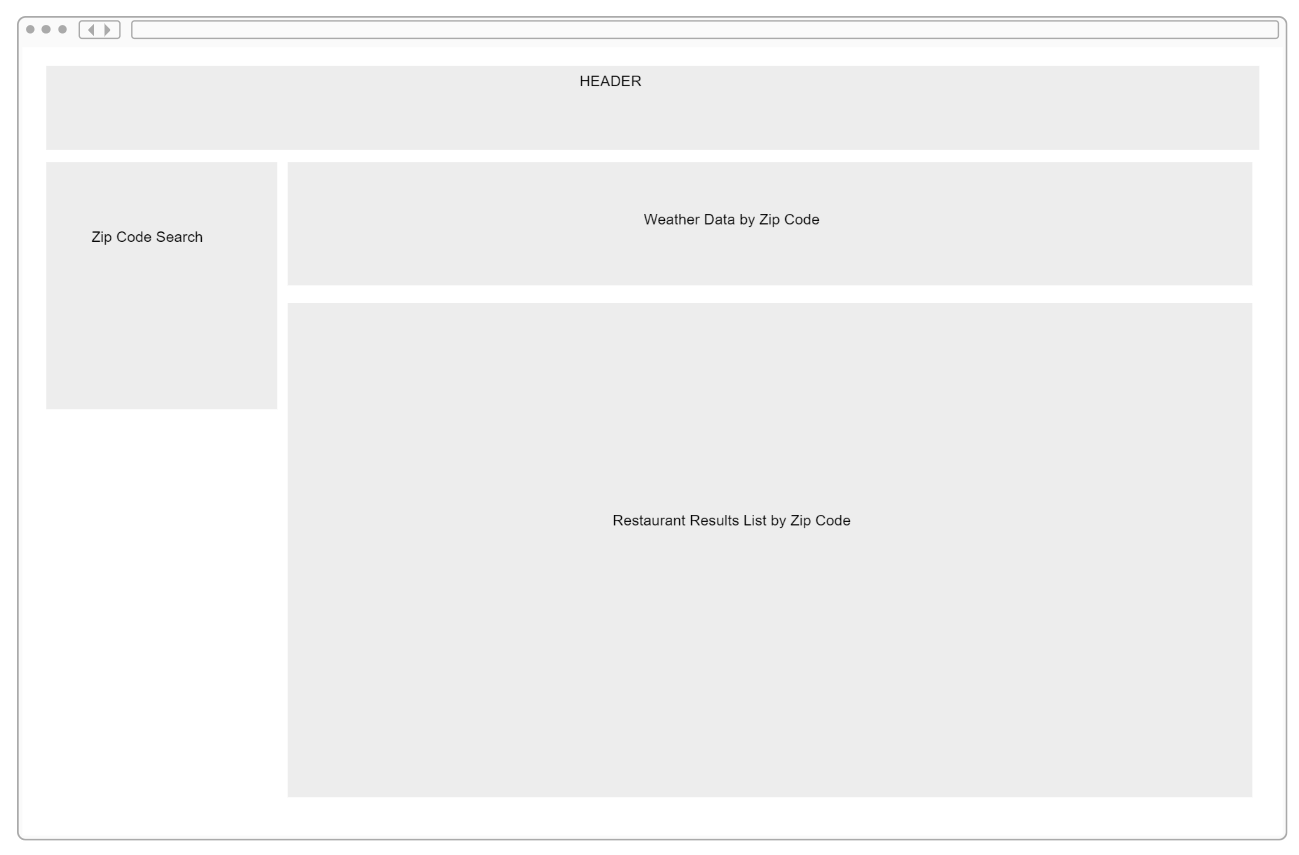 HEADER
Zip Code Search
Weather Data by Zip Code
Restaurant Results List by Zip Code